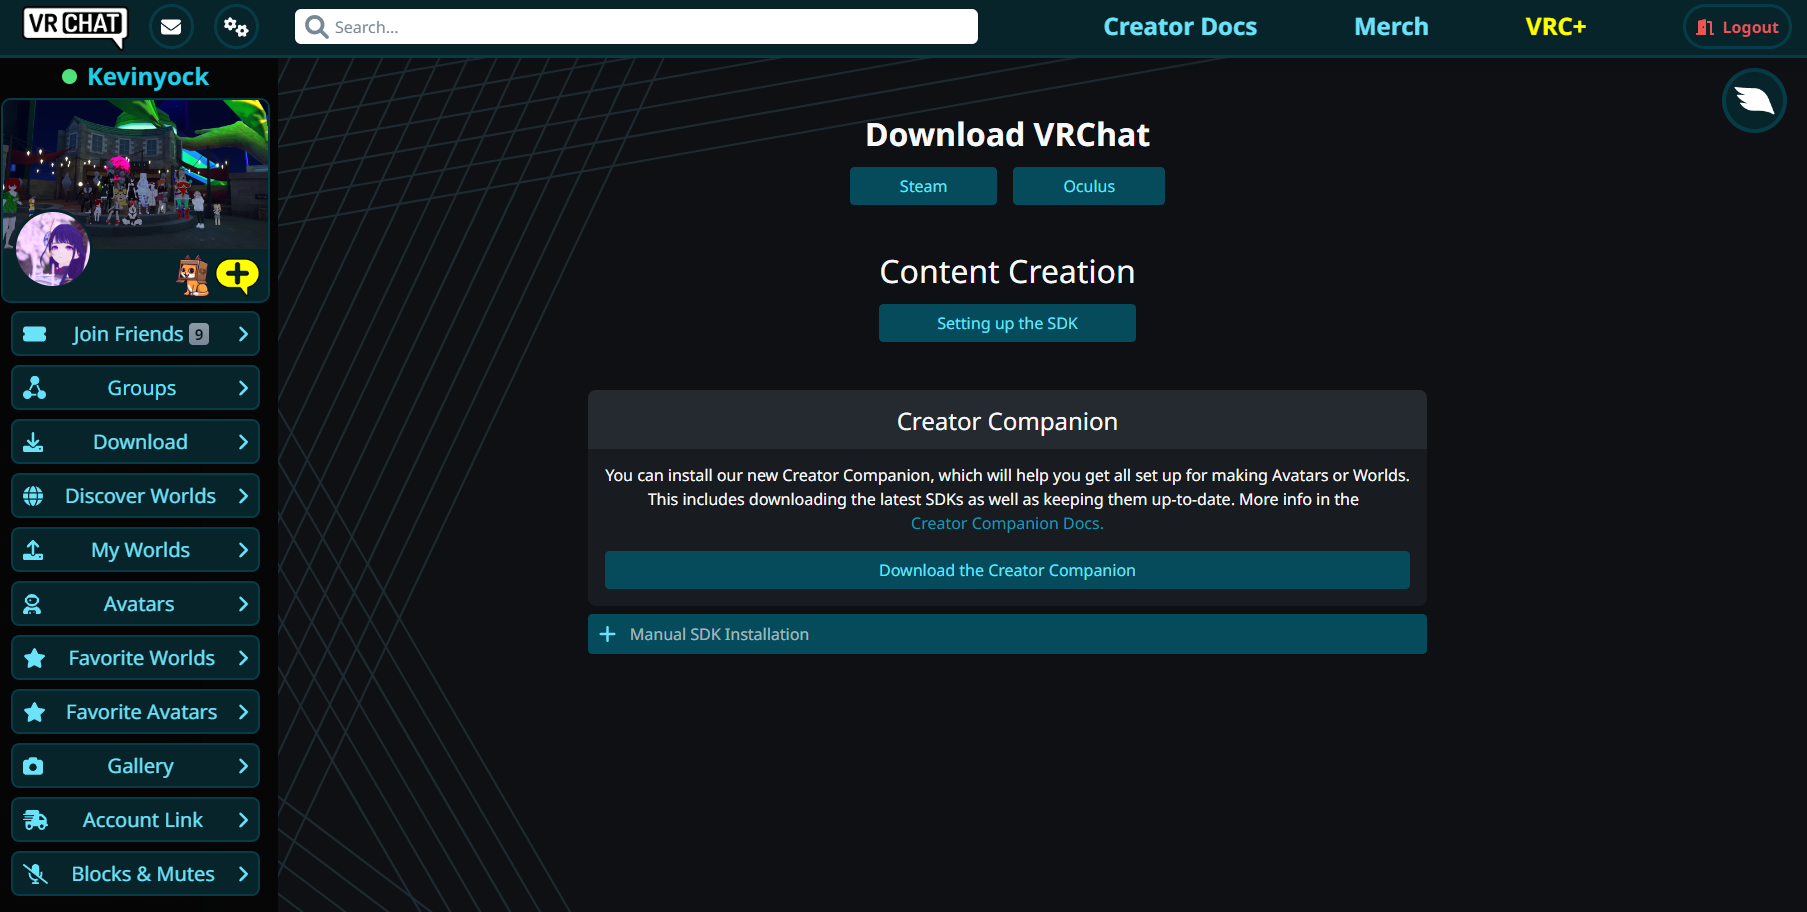 VRCHAT
Search...
Creator Docs
Merch
VRC+
Logout
Kevinyock
Join Friends 9
Groups
Download
Discover Worlds
My Worlds
Avatars
Favorite Worlds
Favorite Avatars
Gallery
Account Link
Blocks & Mutes
Download VRChat
Steam
Oculus
Content Creation
Setting up the SDK
Creator Companion
You can install our new Creator Companion, which will help you get all set up for making Avatars or Worlds.
This includes downloading the latest SDKs as well as keeping them up-to-date. More info in the
Creator Companion Docs.
Download the Creator Companion
Manual SDK Installation